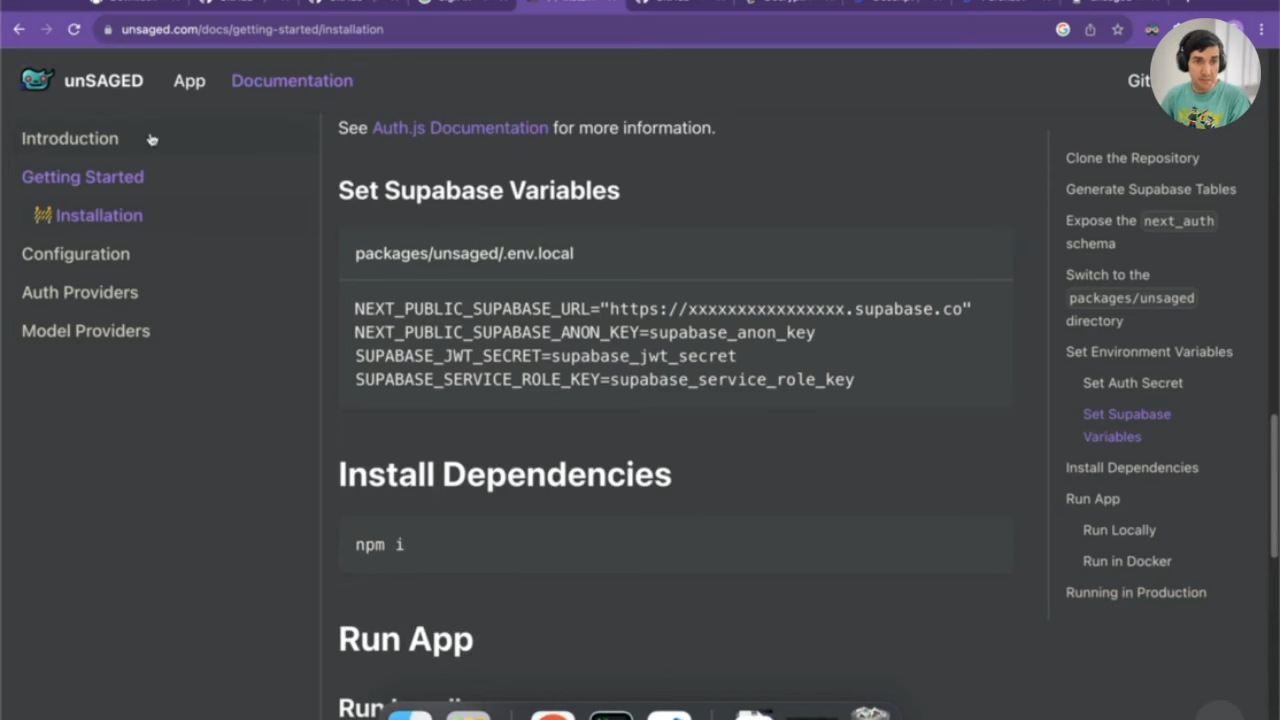 unsaged.com/docs/getting-started/installation
unSAGED
App
Documentation
Git
Introduction
Getting Started
🚧 Installation
Configuration
Auth Providers
Model Providers
See Auth.js Documentation for more information.
Set Supabase Variables
packages/unsaged/.env.local
NEXT_PUBLIC_SUPABASE_URL="https://xxxxxxxxxxxxxxxx.supabase.co"
NEXT_PUBLIC_SUPABASE_ANON_KEY=supabase_anon_key
SUPABASE_JWT_SECRET=supabase_jwt_secret
SUPABASE_SERVICE_ROLE_KEY=supabase_service_role_key
Install Dependencies
npm i
Run App
Clone the Repository
Generate Supabase Tables
Expose the next_auth
schema
Switch to the
packages/unsaged
directory
Set Environment Variables
Set Auth Secret
Set Supabase
Variables
Install Dependencies
Run App
Run Locally
Run in Docker
Running in Production